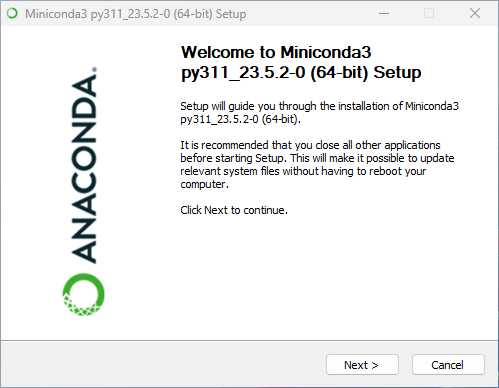 Miniconda3 py311_23.5.2-0 (64-bit) Setup
ANACONDA.
Welcome to Miniconda3
py311_23.5.2-0 (64-bit) Setup
Setup will guide you through the installation of Miniconda3
py311_23.5.2-0 (64-bit).
It is recommended that you close all other applications
before starting Setup. This will make it possible to update
relevant system files without having to reboot your
computer.
Click Next to continue.
Next >
Cancel